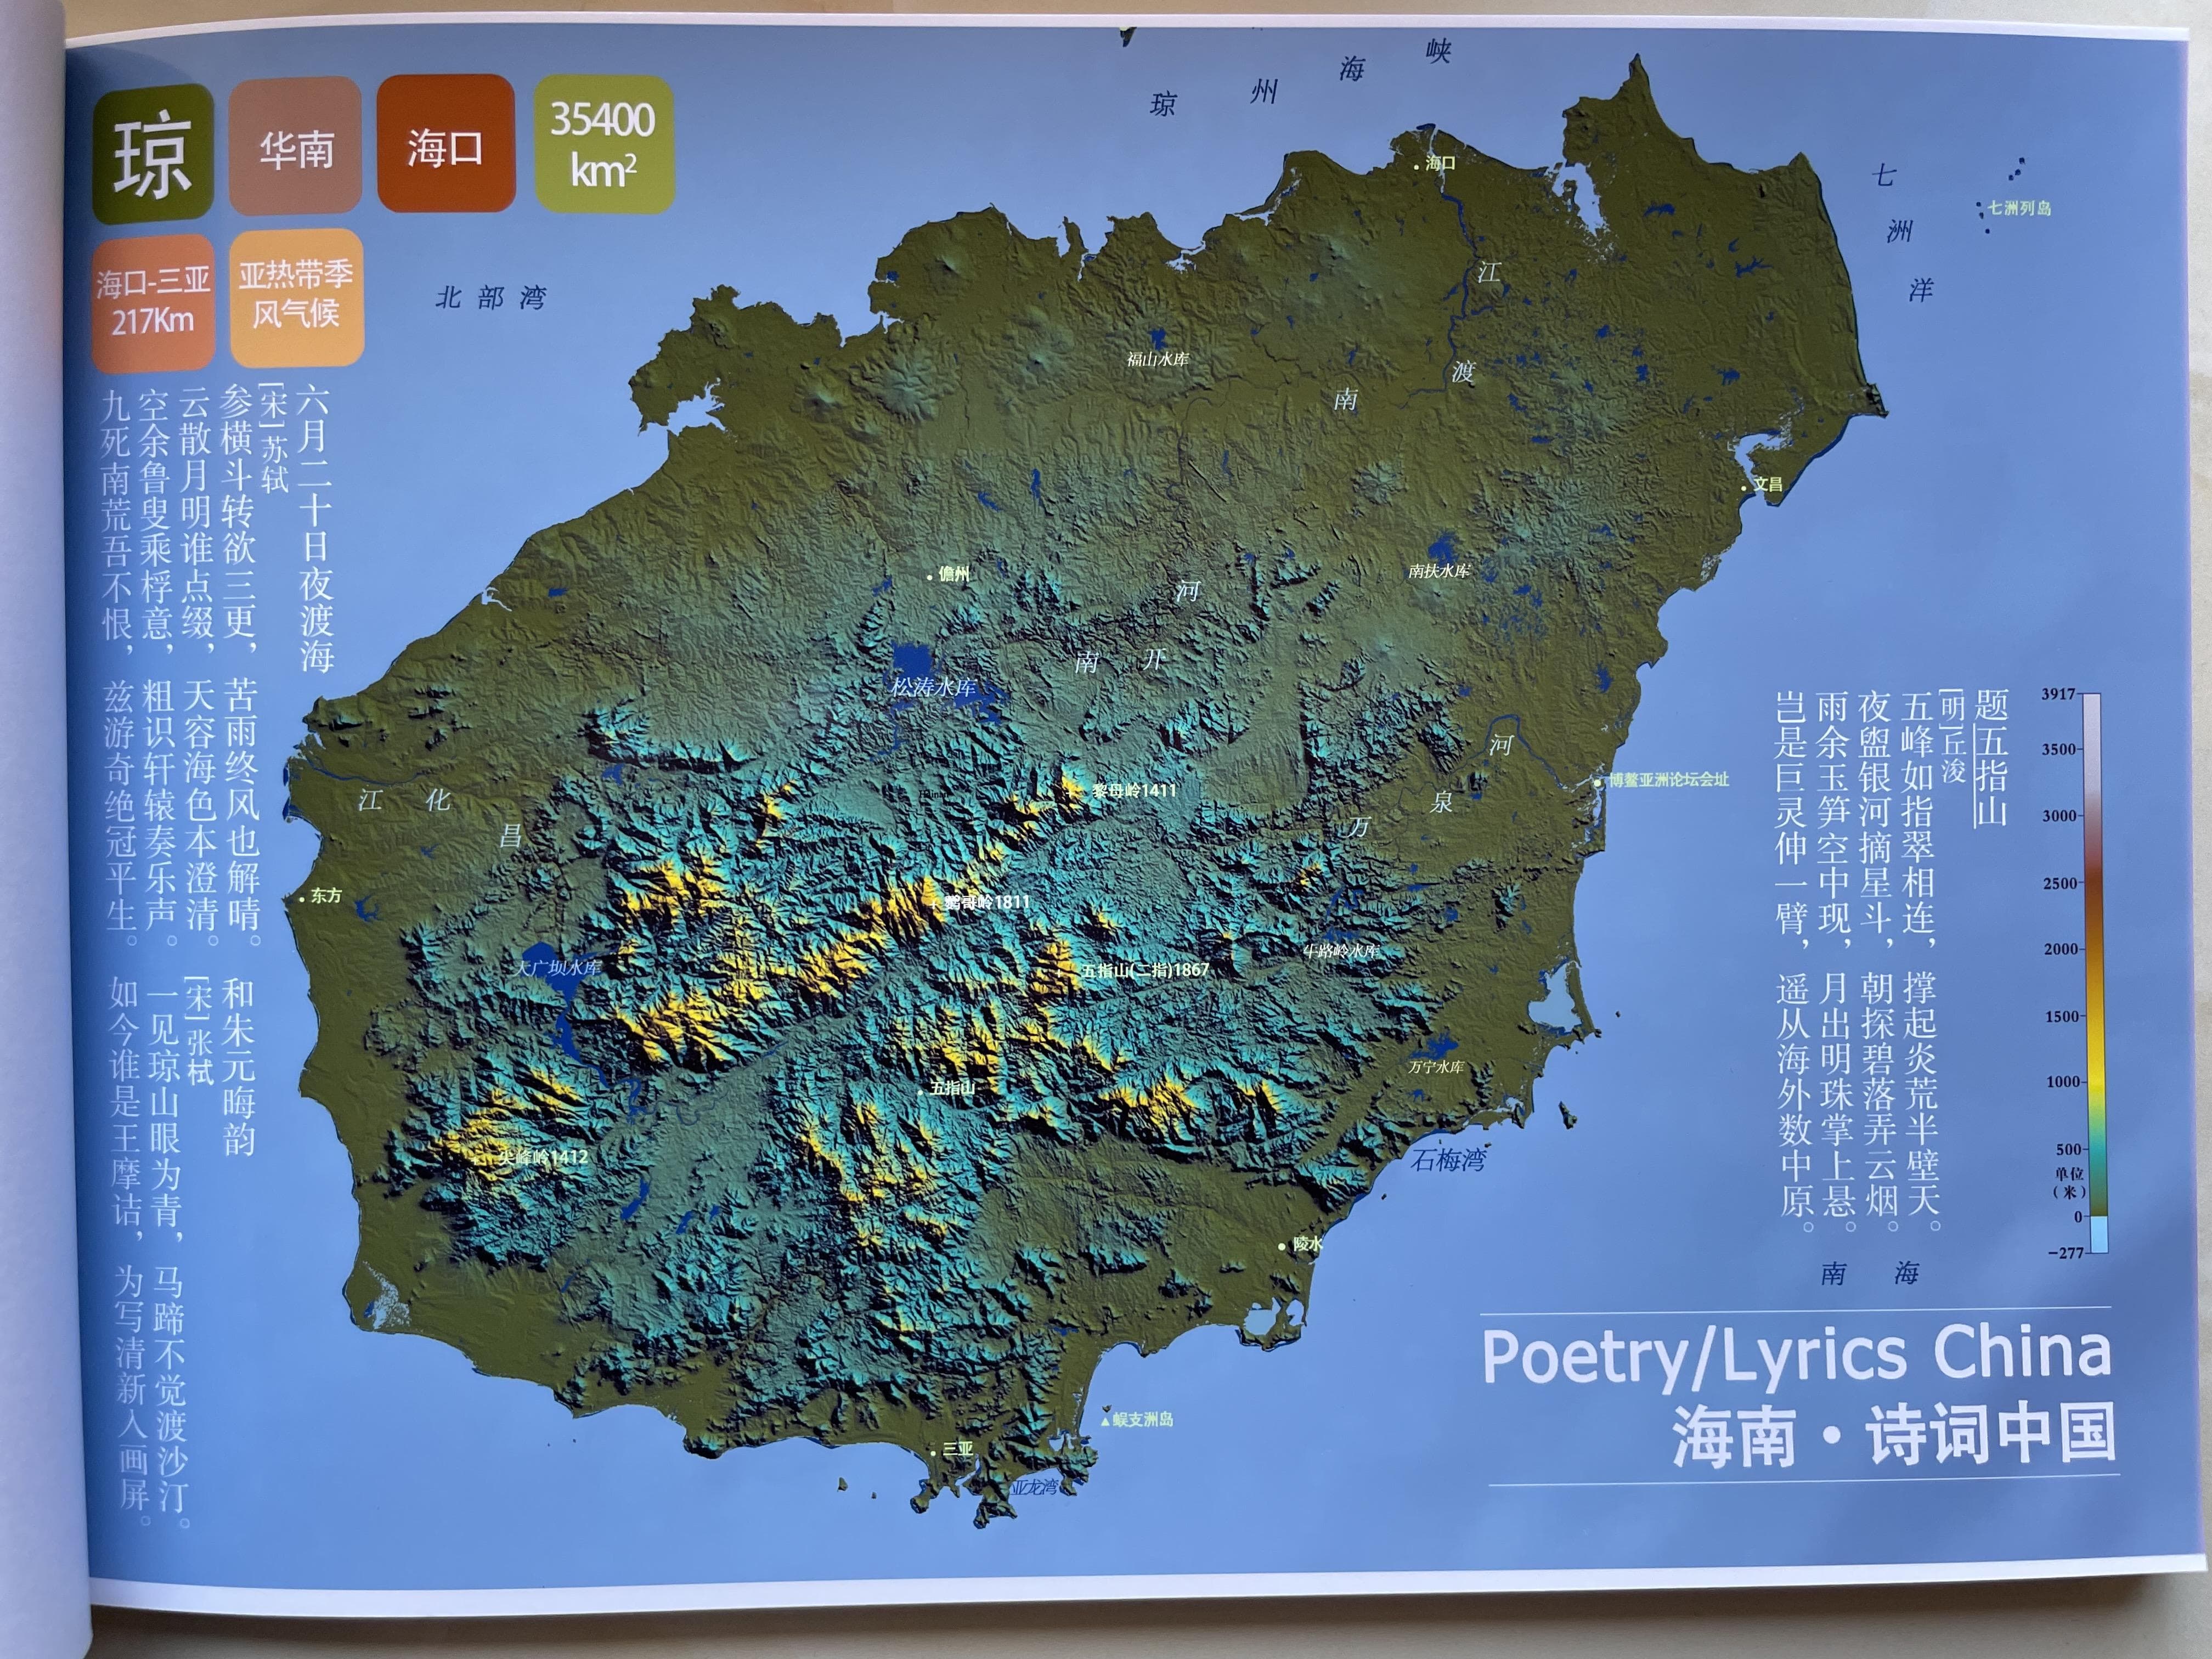 琼
华南
海口
35400
km²
海口-三亚
217Km
亚热带季
风气候
六月二十日夜渡海
[宋]苏轼
参横斗转欲三更，苦雨终风也解晴。
云散月明谁点缀，天容海色本澄清。
空余鲁叟乘桴意，粗识轩辕奏乐声。
九死南荒吾不恨，兹游奇绝冠平生。
和朱元晦韵
[宋]张栻
一见琼山眼为青，马蹄不觉渡沙汀。
如今谁是王摩诘，为写清新入画屏。
琼州海峡
北部湾
七洲洋
七洲列岛
海口
福山水库
南渡江
文昌
南扶水库
儋州
河
南开
松涛水库
万泉河
博鳌亚洲论坛会址
昌化江
黎母岭1411
东方
鹦哥岭1811
大广坝水库
五指山(二指)1867
牛路岭水库
万宁水库
五指山
尖峰岭1412
石梅湾
陵水
蜈支洲岛
三亚
亚龙湾
题五指山
[明]丘浚
五峰如指翠相连，撑起炎荒半壁天。
夜盥银河摘星斗，朝探碧落弄云烟。
雨余玉笋空中现，月出明珠掌上悬。
岂是巨灵伸一臂，遥从海外数中原。
3917
3500
3000
2500
2000
1500
1000
500
单位
（米）
0
-277
南海
Poetry/Lyrics China
海南·诗词中国